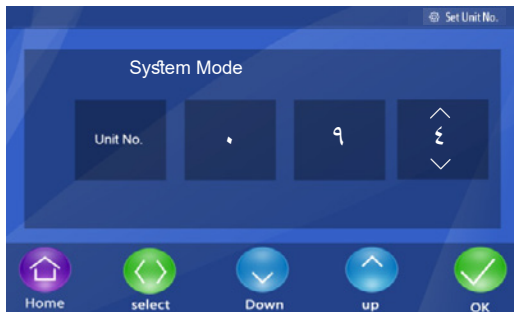 Set Unit No.
System Mode
Unit No. ٠ ٩ ٤
Home select Down up OK